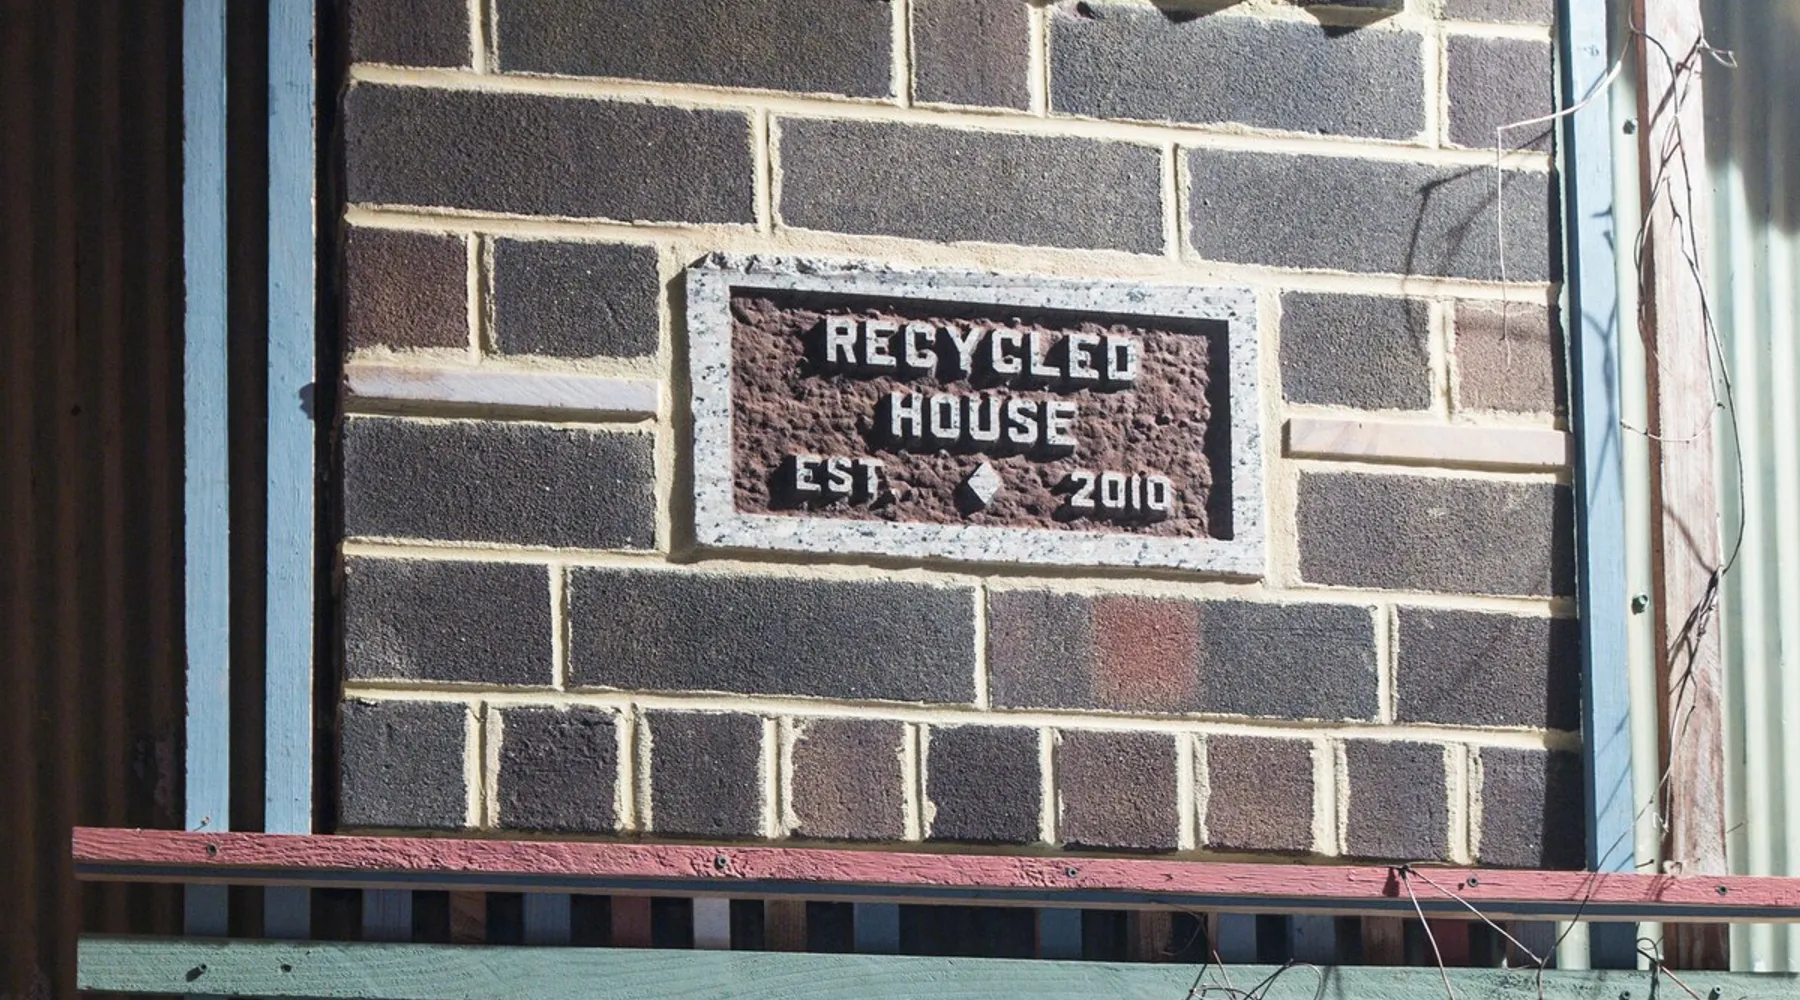 RECYCLED
HOUSE
EST ♦ 2010